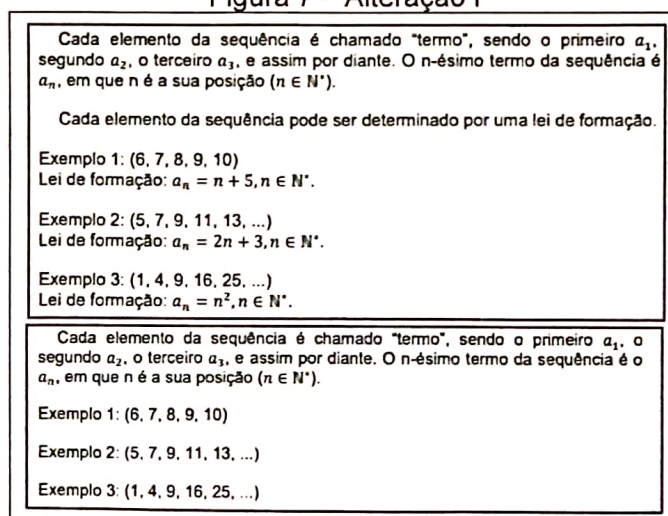 Figura 7 - Alteração I
Cada elemento da sequência é chamado "termo", sendo o primeiro a₁,
segundo a₂, o terceiro a₃, e assim por diante. O n-ésimo termo da sequência é
aₙ, em que n é a sua posição (n ∈ ℕ*).
Cada elemento da sequência pode ser determinado por uma lei de formação.
Exemplo 1: (6, 7, 8, 9, 10)
Lei de formação: aₙ = n + 5, n ∈ ℕ*.
Exemplo 2: (5, 7, 9, 11, 13, ...)
Lei de formação: aₙ = 2n + 3, n ∈ ℕ*.
Exemplo 3: (1, 4, 9, 16, 25, ...)
Lei de formação: aₙ = n², n ∈ ℕ*.
Cada elemento da sequência é chamado "termo", sendo o primeiro a₁, o
segundo a₂, o terceiro a₃, e assim por diante. O n-ésimo termo da sequência é o
aₙ, em que n é a sua posição (n ∈ ℕ*).
Exemplo 1: (6, 7, 8, 9, 10)
Exemplo 2: (5, 7, 9, 11, 13, ...)
Exemplo 3: (1, 4, 9, 16, 25, ...)